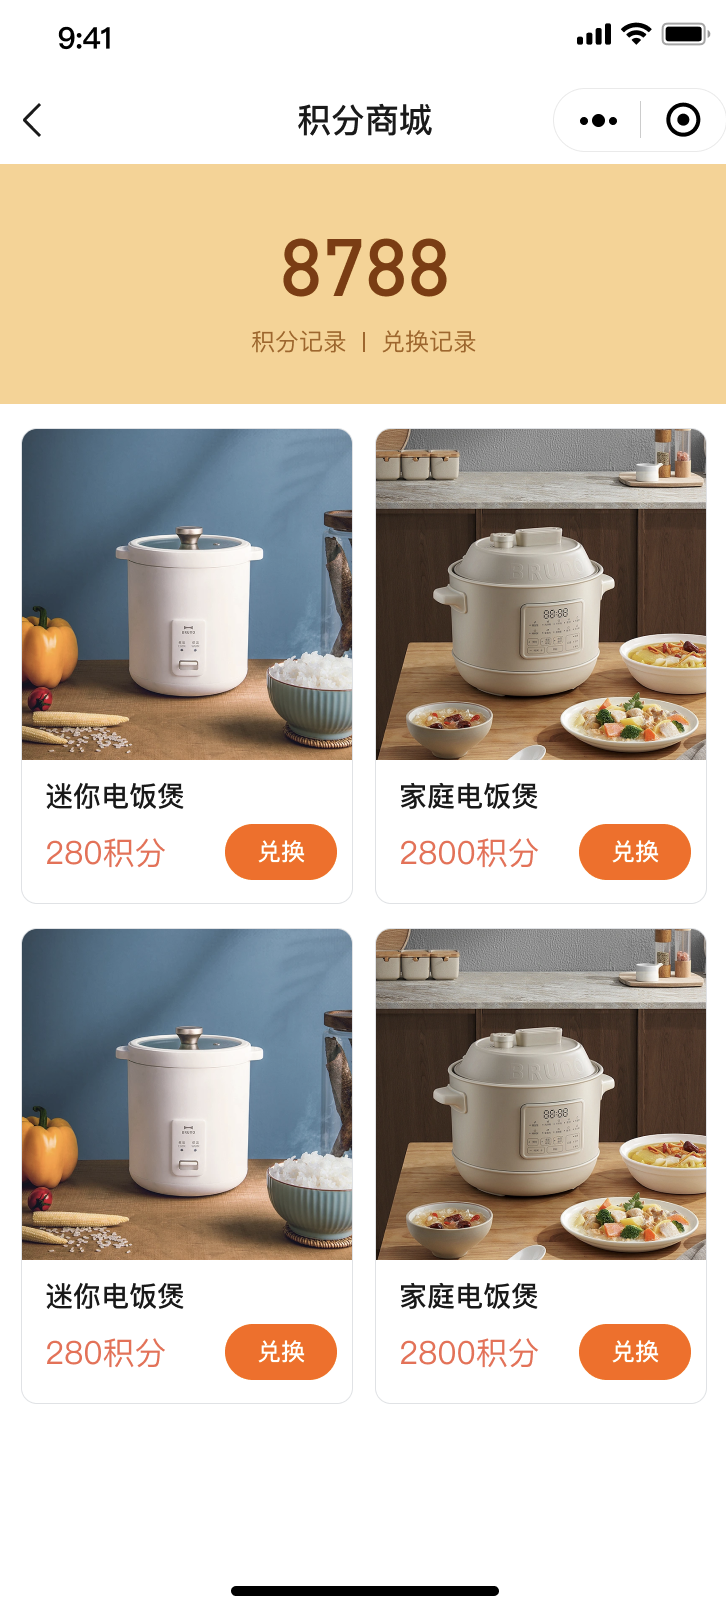 9:41
积分商城
8788
积分记录 | 兑换记录
迷你电饭煲
280积分
兑换
家庭电饭煲
2800积分
兑换
迷你电饭煲
280积分
兑换
家庭电饭煲
2800积分
兑换